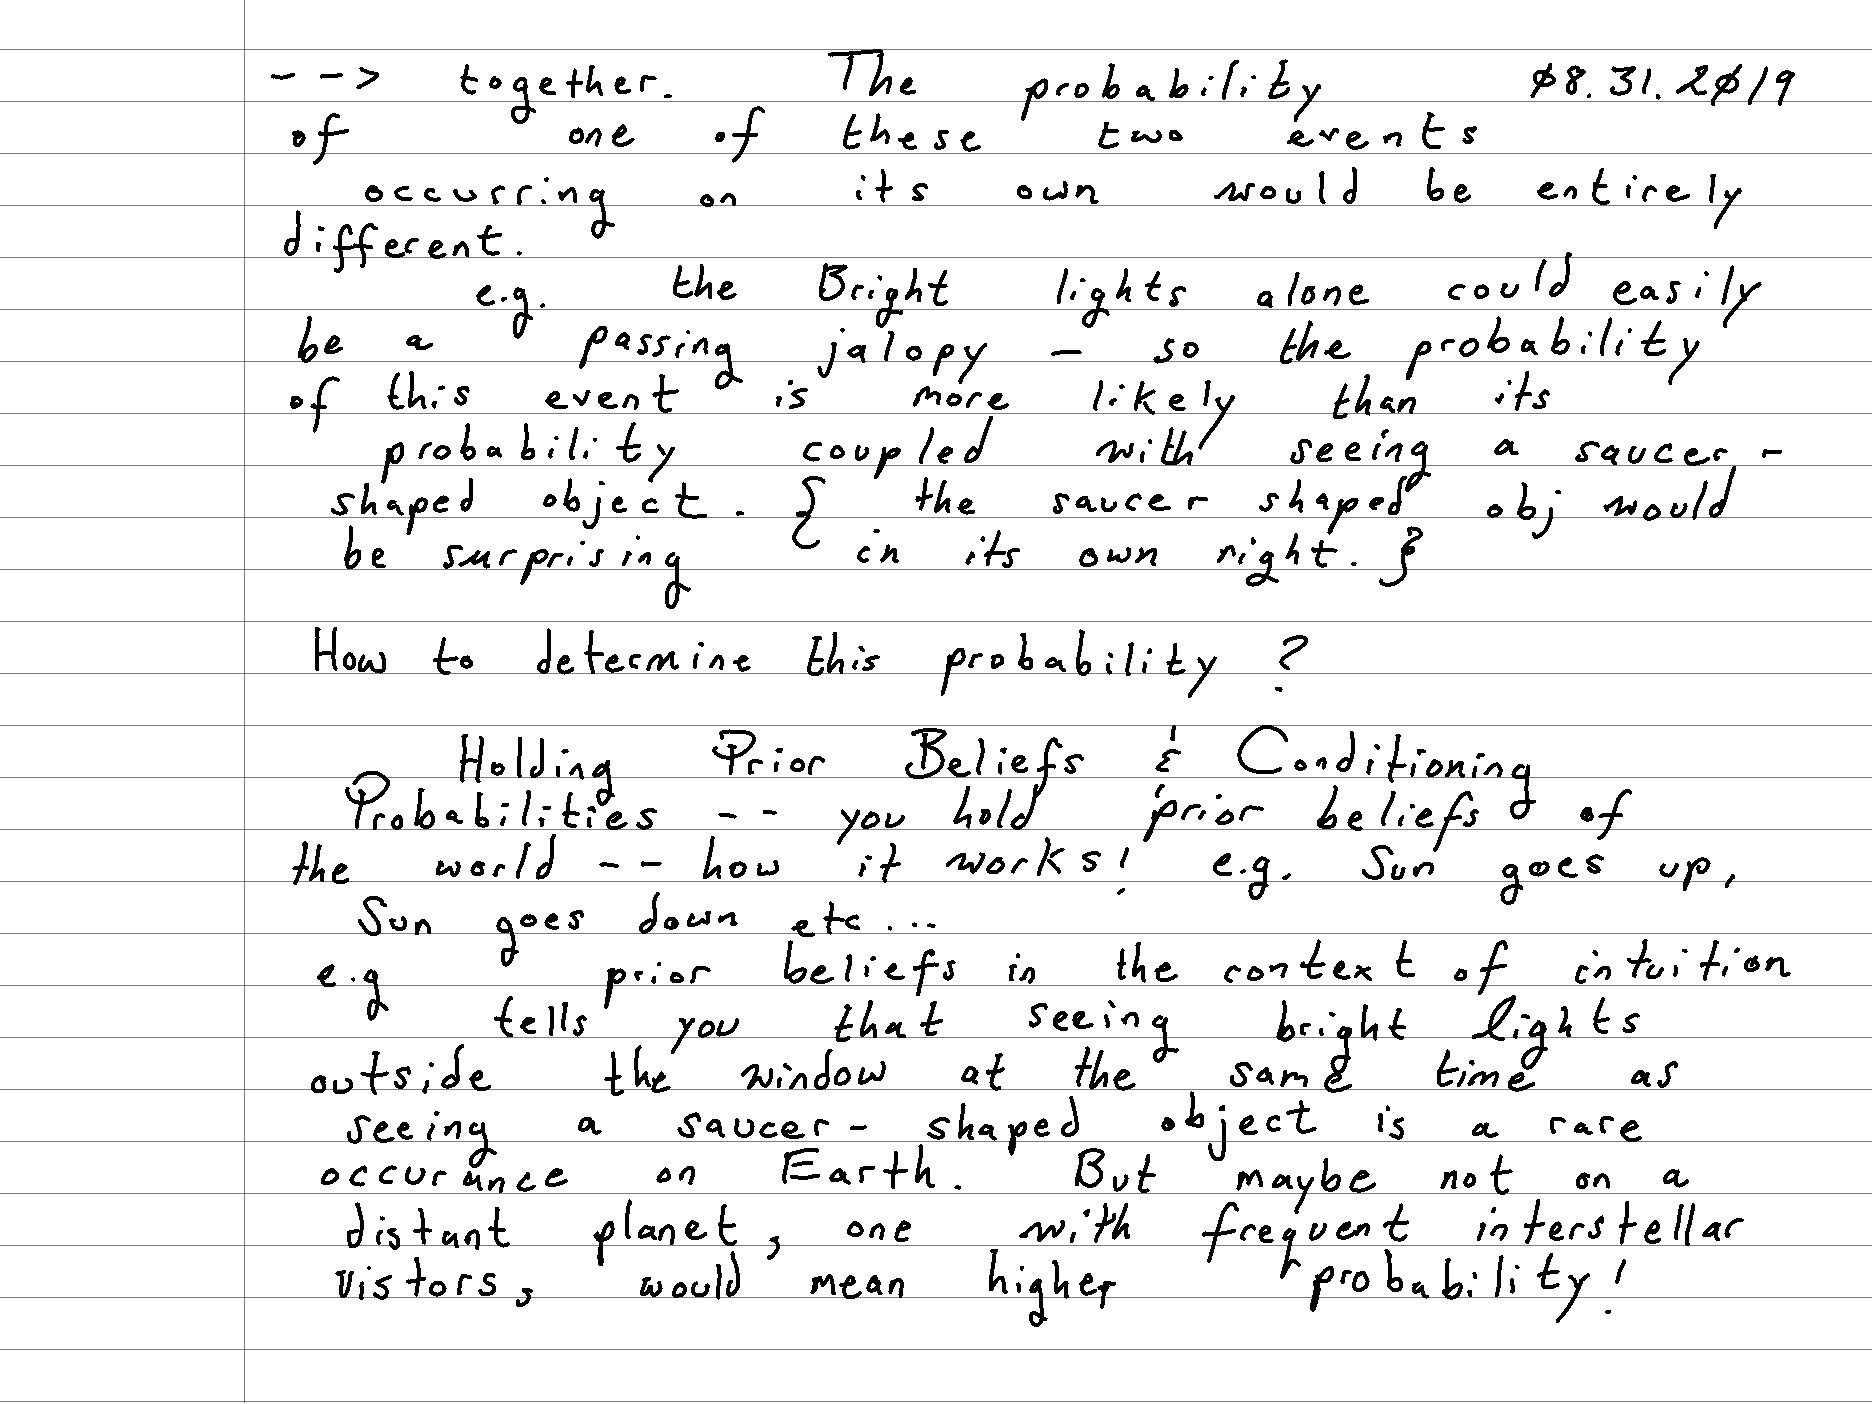 --> together. The probability 08.31.2019
of one of these two events
occurring on its own would be entirely
different.
e.g. the Bright lights alone could easily
be a passing jalopy - so the probability
of this event is more likely than its
probability coupled with seeing a saucer-
shaped object. { the saucer shaped obj would
be surprising in its own right. }
How to determine this probability ?
Holding Prior Beliefs & Conditioning
Probabilities -- you hold prior beliefs of
the world -- how it works! e.g. Sun goes up,
Sun goes down etc...
e.g prior beliefs in the context of intuition
tells you that seeing bright lights
outside the window at the same time as
seeing a saucer- shaped object is a rare
occurance on Earth. But maybe not on a
distant planet, one with frequent interstellar
vistors, would mean higher probability!